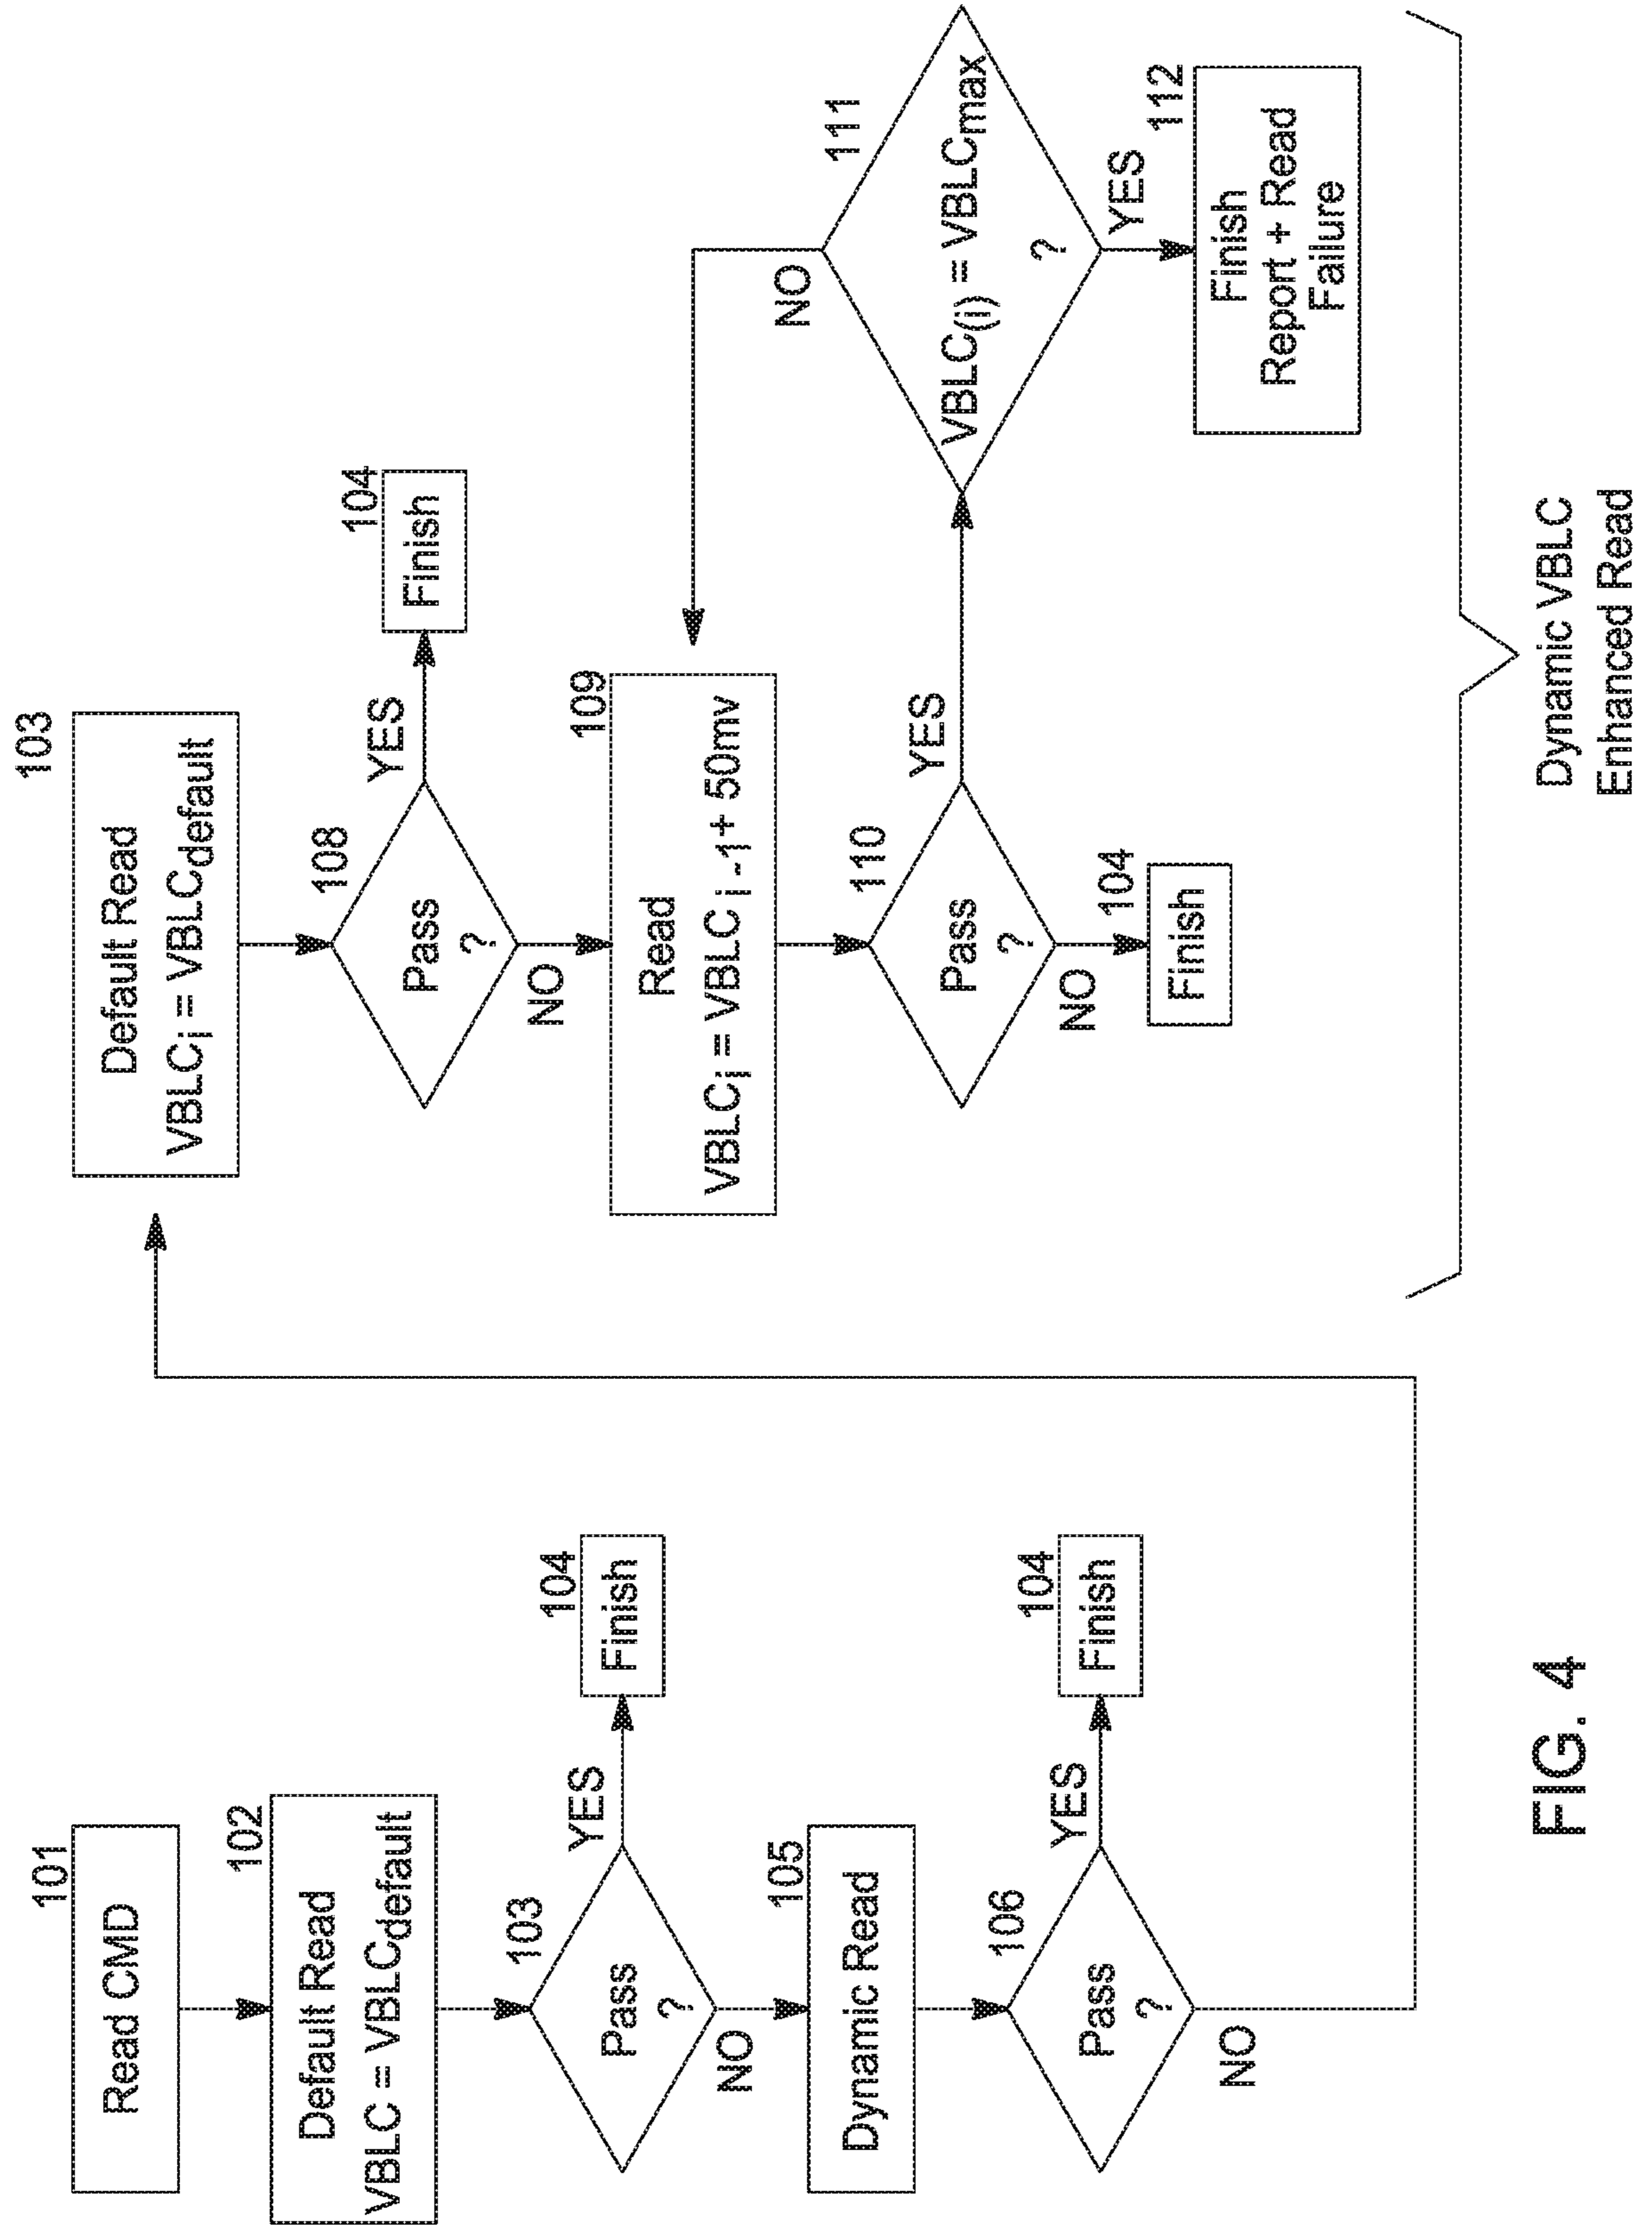 101
Read CMD
102
Default Read
VBLC = VBLCdefault
103
Pass
?
YES
104
Finish
NO
105
Dynamic Read
106
Pass
?
YES
104
Finish
NO
103
Default Read
VBLCi = VBLCdefault
108
Pass
?
YES
104
Finish
NO
109
Read
VBLCi = VBLC i-1+ 50mv
110
Pass
?
YES
NO
104
Finish
111
VBLC(i) = VBLCmax
?
NO
YES
112
Finish
Report + Read
Failure
Dynamic VBLC
Enhanced Read
FIG. 4